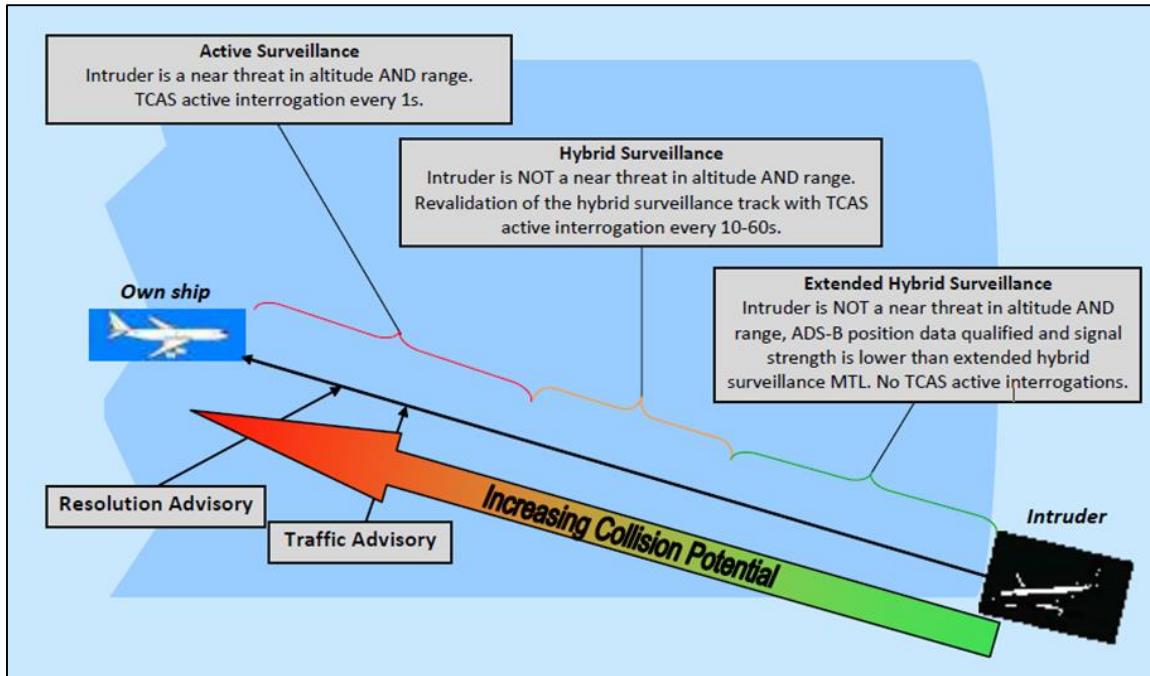 Active Surveillance
Intruder is a near threat in altitude AND range.
TCAS active interrogation every 1s.
Hybrid Surveillance
Intruder is NOT a near threat in altitude AND range.
Revalidation of the hybrid surveillance track with TCAS
active interrogation every 10-60s.
Extended Hybrid Surveillance
Intruder is NOT a near threat in altitude AND
range, ADS-B position data qualified and signal
strength is lower than extended hybrid
surveillance MTL. No TCAS active interrogations.
Own ship
Resolution Advisory
Traffic Advisory
Increasing Collision Potential
Intruder